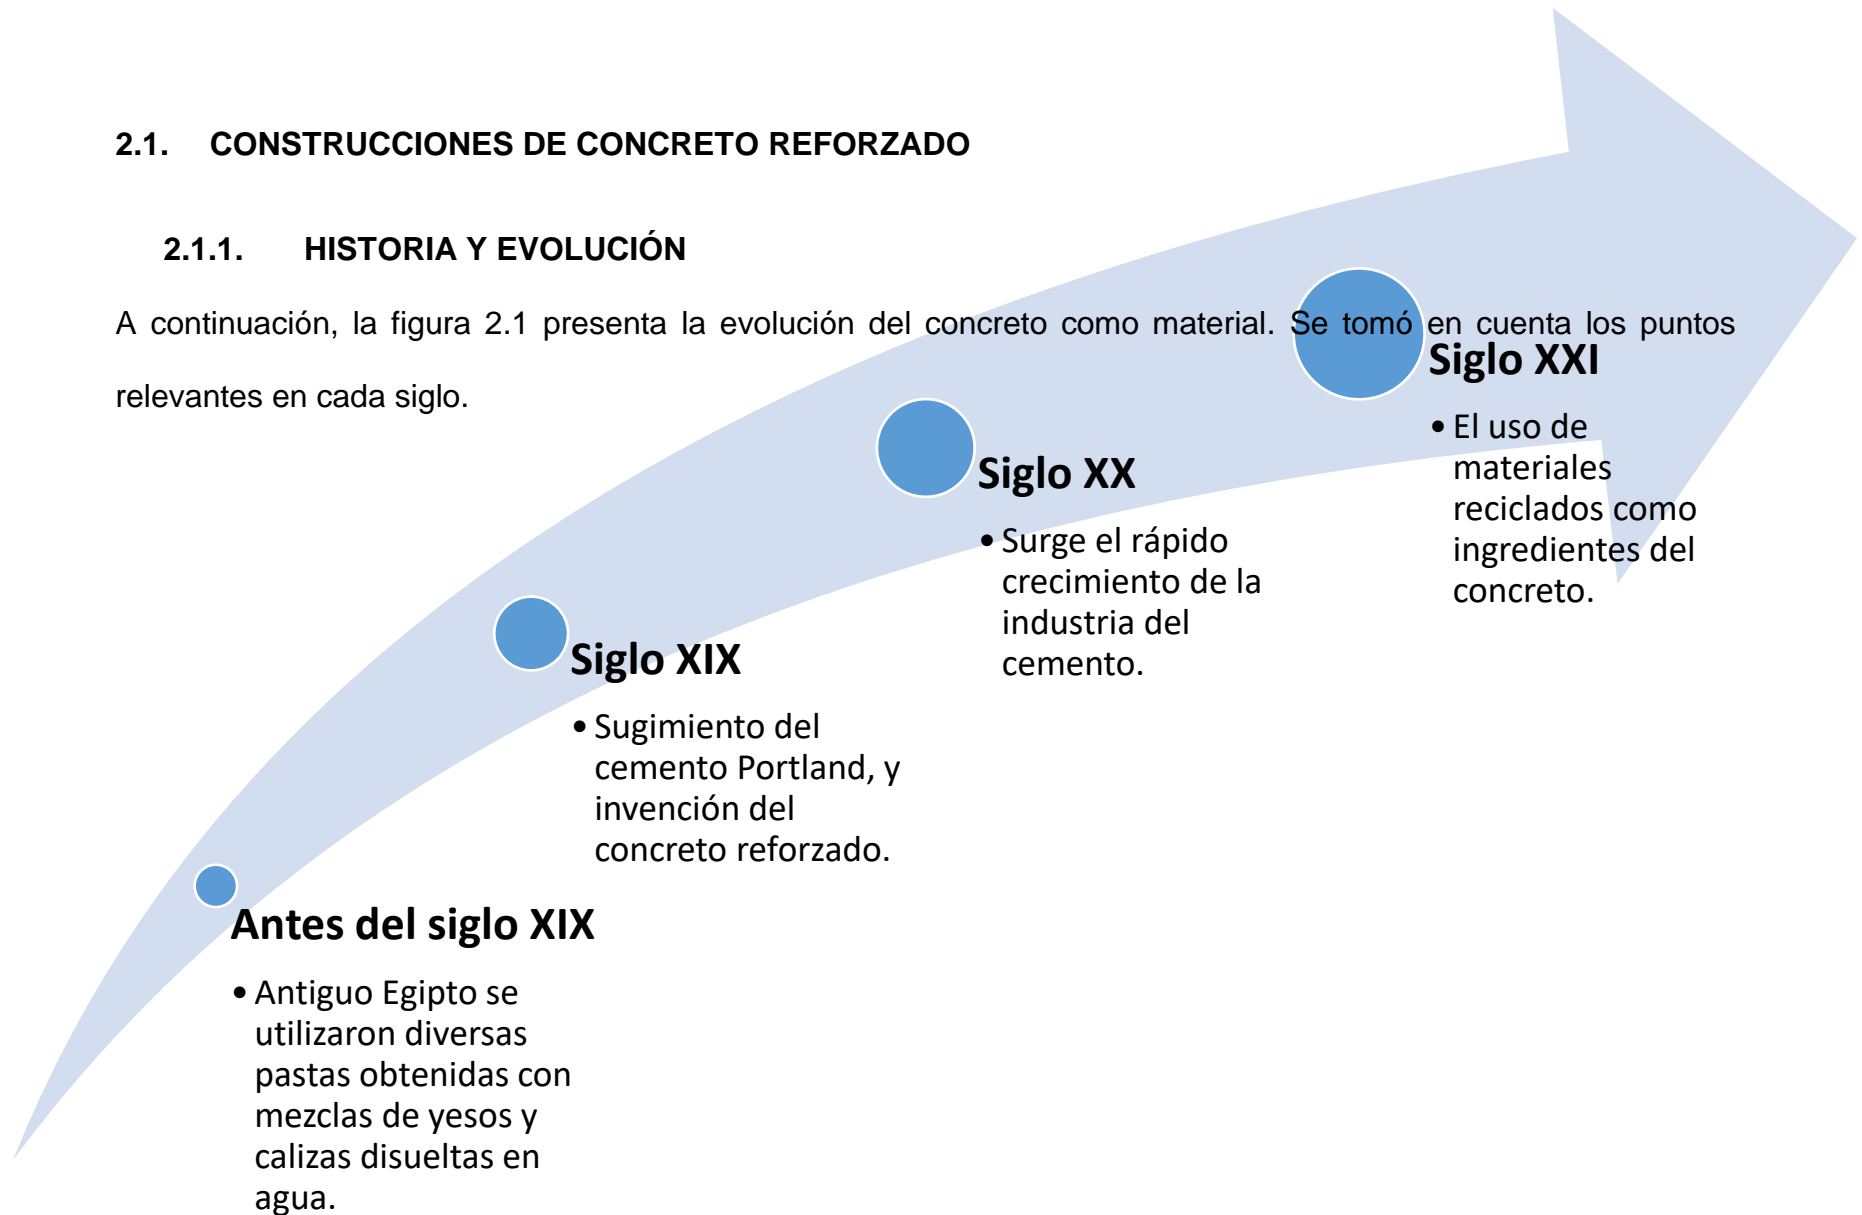 2.1. CONSTRUCCIONES DE CONCRETO REFORZADO
2.1.1. HISTORIA Y EVOLUCIÓN
A continuación, la figura 2.1 presenta la evolución del concreto como material. Se tomó en cuenta los puntos
relevantes en cada siglo.
Antes del siglo XIX
• Antiguo Egipto se
utilizaron diversas
pastas obtenidas con
mezclas de yesos y
calizas disueltas en
agua.
Siglo XIX
• Sugimiento del
cemento Portland, y
invención del
concreto reforzado.
Siglo XX
• Surge el rápido
crecimiento de la
industria del
cemento.
Siglo XXI
• El uso de
materiales
reciclados como
ingredientes del
concreto.